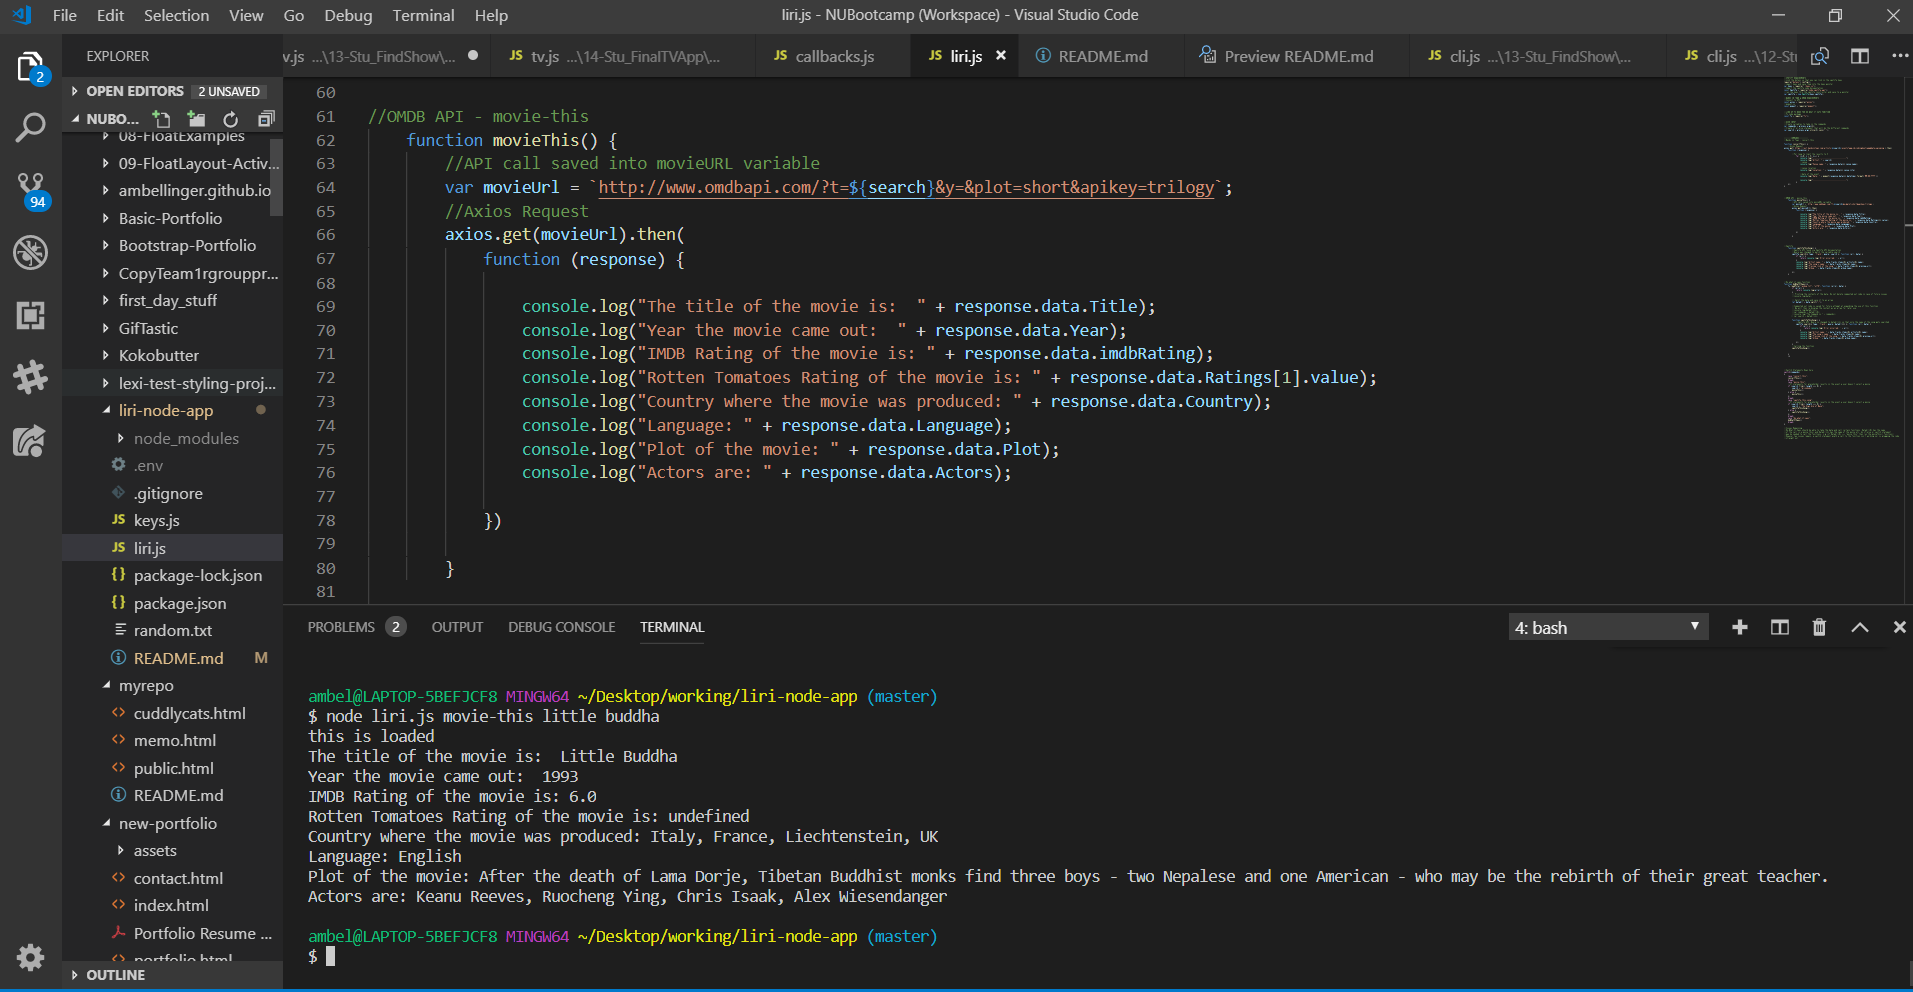 File Edit Selection View Go Debug Terminal Help
liri.js - NUBootcamp (Workspace) - Visual Studio Code
EXPLORER
v.js ...\13-Stu_FindShow\...
JS tv.js ...\14-Stu_FinalTVApp\...
JS callbacks.js
JS liri.js
README.md
Preview README.md
JS cli.js ...\13-Stu_FindShow\...
JS cli.js ...\12-Stu
2
94
OPEN EDITORS 2 UNSAVED
NUBO...
08-FloatExamples
09-FloatLayout-Activ...
ambellinger.github.io
Basic-Portfolio
Bootstrap-Portfolio
CopyTeam1rgrouppr...
first_day_stuff
GifTastic
Kokobutter
lexi-test-styling-proj...
liri-node-app
node_modules
.env
.gitignore
JS keys.js
JS liri.js
{} package-lock.json
{} package.json
random.txt
README.md M
myrepo
<> cuddlycats.html
<> memo.html
<> public.html
README.md
new-portfolio
assets
<> contact.html
<> index.html
Portfolio Resume ...
<> portfolio.html
OUTLINE
60
61 //OMDB API - movie-this
62 function movieThis() {
63 //API call saved into movieURL variable
64 var movieUrl = `http://www.omdbapi.com/?t=${search}&y=&plot=short&apikey=trilogy`;
65 //Axios Request
66 axios.get(movieUrl).then(
67 function (response) {
68
69 console.log("The title of the movie is:  " + response.data.Title);
70 console.log("Year the movie came out:  " + response.data.Year);
71 console.log("IMDB Rating of the movie is: " + response.data.imdbRating);
72 console.log("Rotten Tomatoes Rating of the movie is: " + response.data.Ratings[1].value);
73 console.log("Country where the movie was produced: " + response.data.Country);
74 console.log("Language: " + response.data.Language);
75 console.log("Plot of the movie: " + response.data.Plot);
76 console.log("Actors are: " + response.data.Actors);
77
78 })
79
80 }
81
PROBLEMS 2 OUTPUT DEBUG CONSOLE TERMINAL
4: bash
ambel@LAPTOP-5BEFJCF8 MINGW64 ~/Desktop/working/liri-node-app (master)
$ node liri.js movie-this little buddha
this is loaded
The title of the movie is:  Little Buddha
Year the movie came out:  1993
IMDB Rating of the movie is: 6.0
Rotten Tomatoes Rating of the movie is: undefined
Country where the movie was produced: Italy, France, Liechtenstein, UK
Language: English
Plot of the movie: After the death of Lama Dorje, Tibetan Buddhist monks find three boys - two Nepalese and one American - who may be the rebirth of their great teacher.
Actors are: Keanu Reeves, Ruocheng Ying, Chris Isaak, Alex Wiesendanger
ambel@LAPTOP-5BEFJCF8 MINGW64 ~/Desktop/working/liri-node-app (master)
$